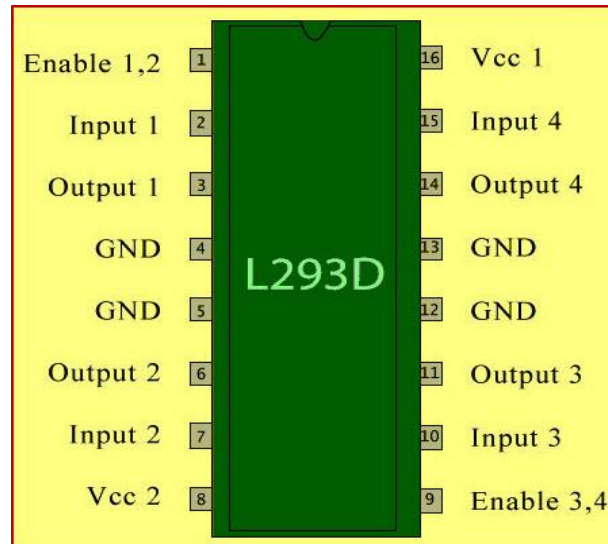 Enable 1,2 1 16 Vcc 1
Input 1 2 15 Input 4
Output 1 3 14 Output 4
GND 4 13 GND
L293D
GND 5 12 GND
Output 2 6 11 Output 3
Input 2 7 10 Input 3
Vcc 2 8 9 Enable 3,4